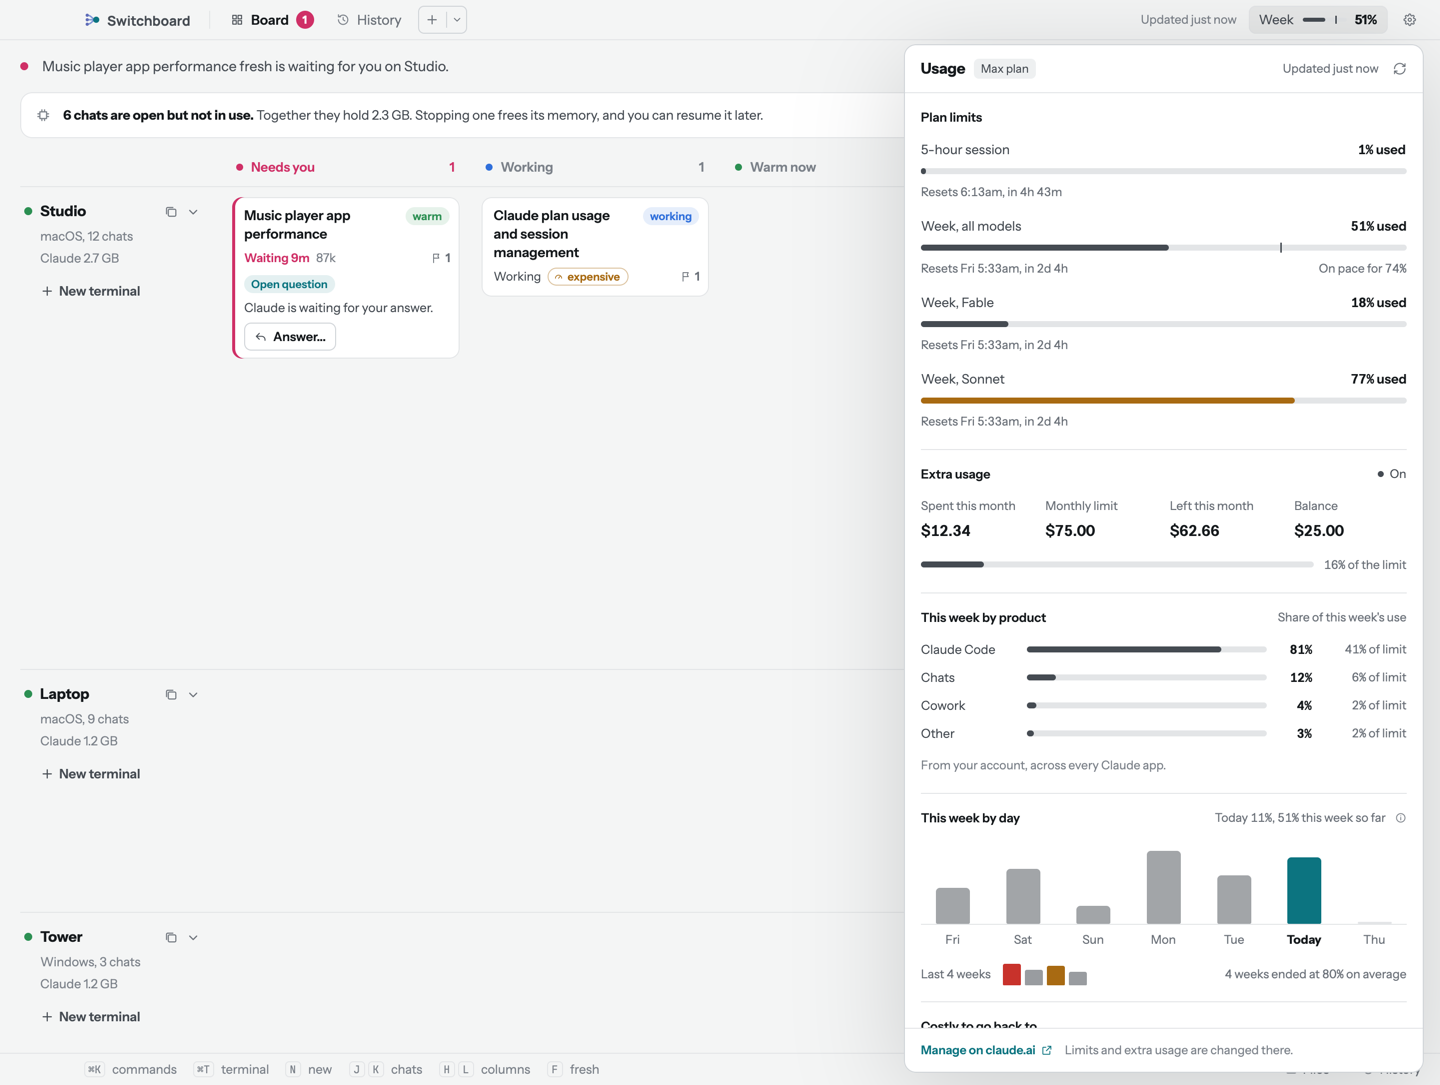 Switchboard
Board 1
History
Updated just now
Week 51%
Music player app performance fresh is waiting for you on Studio.
6 chats are open but not in use. Together they hold 2.3 GB. Stopping one frees its memory, and you can resume it later.
Needs you 1
Working 1
Warm now
Studio
macOS, 12 chats
Claude 2.7 GB
New terminal
Music player app
performance
warm
Waiting 9m 87k
1
Open question
Claude is waiting for your answer.
Answer...
Claude plan usage
and session
management
working
Working
expensive
1
Laptop
macOS, 9 chats
Claude 1.2 GB
New terminal
Tower
Windows, 3 chats
Claude 1.2 GB
New terminal
Usage
Max plan
Updated just now
Plan limits
5-hour session 1% used
Resets 6:13am, in 4h 43m
Week, all models 51% used
Resets Fri 5:33am, in 2d 4h On pace for 74%
Week, Fable 18% used
Resets Fri 5:33am, in 2d 4h
Week, Sonnet 77% used
Resets Fri 5:33am, in 2d 4h
Extra usage On
Spent this month Monthly limit Left this month Balance
$12.34 $75.00 $62.66 $25.00
16% of the limit
This week by product Share of this week's use
Claude Code 81% 41% of limit
Chats 12% 6% of limit
Cowork 4% 2% of limit
Other 3% 2% of limit
From your account, across every Claude app.
This week by day Today 11%, 51% this week so far
Fri Sat Sun Mon Tue Today Thu
Last 4 weeks 4 weeks ended at 80% on average
Costly to go back to
Manage on claude.ai Limits and extra usage are changed there.
⌘K commands ⌘T terminal N new J K chats H L columns F fresh
History